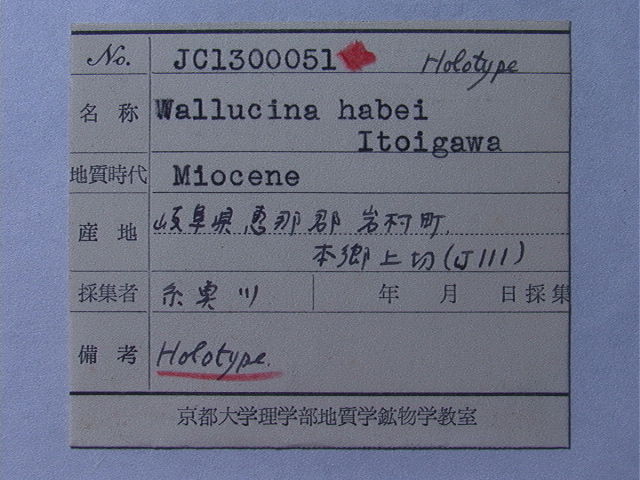 No. JC1300051 Holotype
名称 Wallucina habei
Itoigawa
地質時代 Miocene
産地 岐阜県恵那郡岩村町
本郷上切(J111)
採集者 糸魚川 年 月 日採集
備考 Holotype.
京都大学理学部地質学鉱物学教室